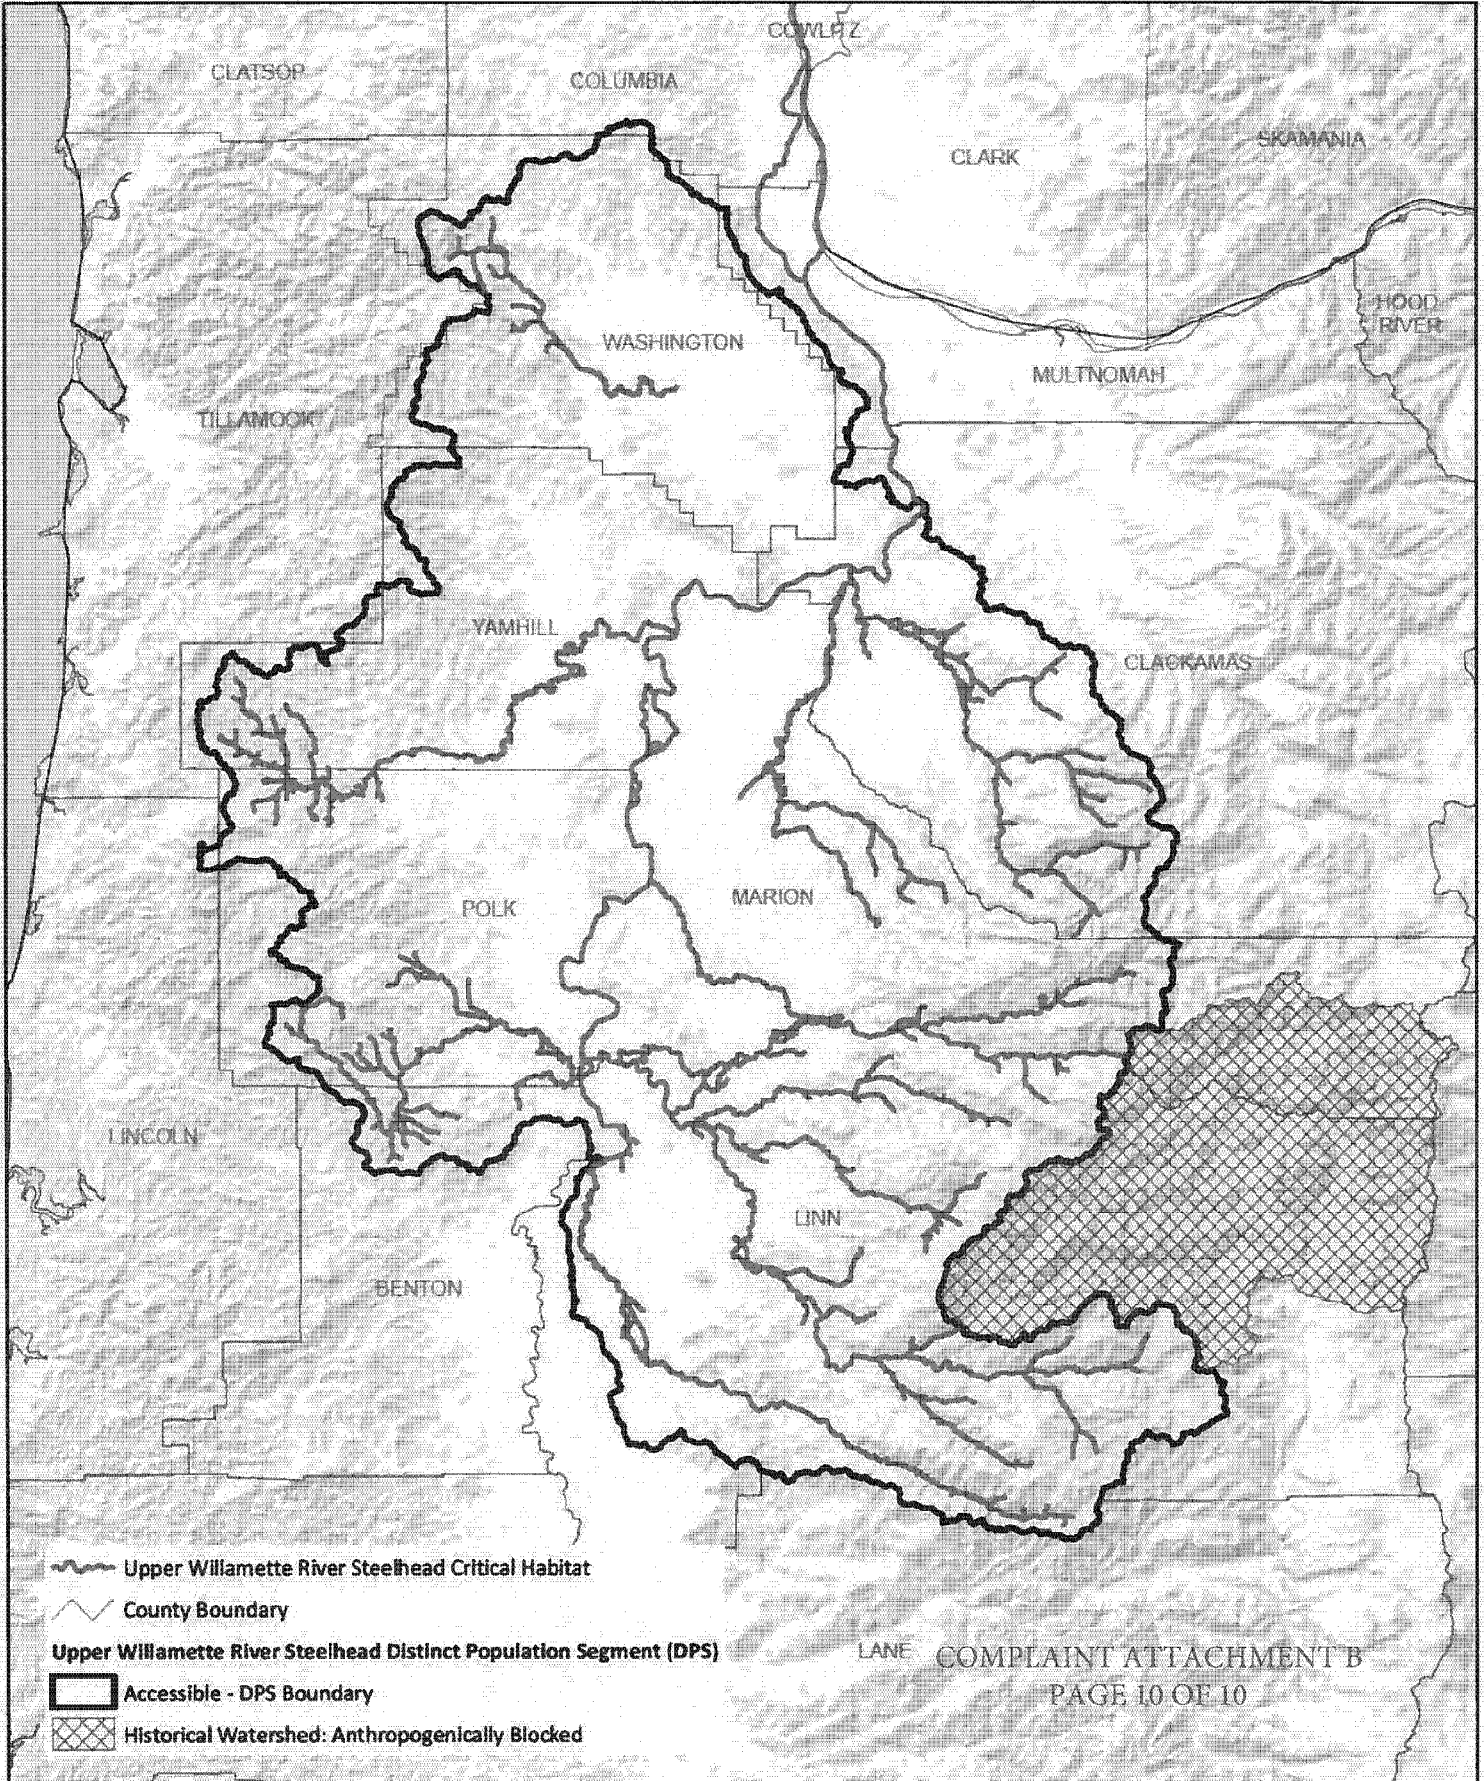 COWLITZ
CLATSOP
COLUMBIA
SKAMANIA
CLARK
HOOD
RIVER
WASHINGTON
MULTNOMAH
TILLAMOOK
YAMHILL
CLACKAMAS
MARION
POLK
LINCOLN
LINN
BENTON
Upper Willamette River Steelhead Critical Habitat
County Boundary
Upper Willamette River Steelhead Distinct Population Segment (DPS)
LANE
COMPLAINT ATTACHMENT B
PAGE 10 OF 10
Accessible - DPS Boundary
Historical Watershed: Anthropogenically Blocked